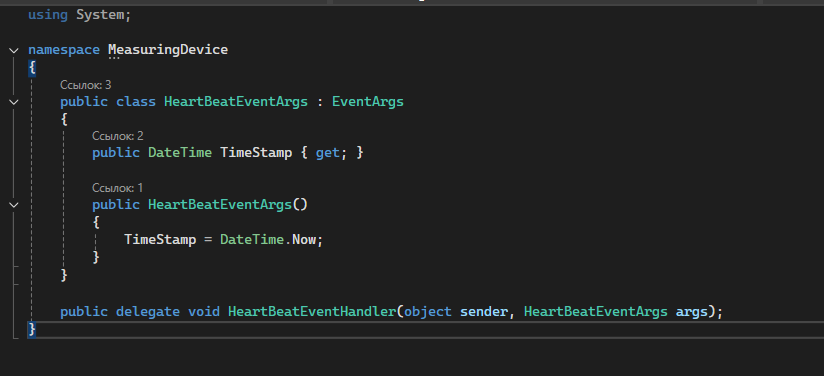 using System;
namespace MeasuringDevice
{
Ссылок: 3
public class HeartBeatEventArgs : EventArgs
{
Ссылок: 2
public DateTime TimeStamp { get; }
Ссылок: 1
public HeartBeatEventArgs()
{
TimeStamp = DateTime.Now;
}
}
public delegate void HeartBeatEventHandler(object sender, HeartBeatEventArgs args);
}